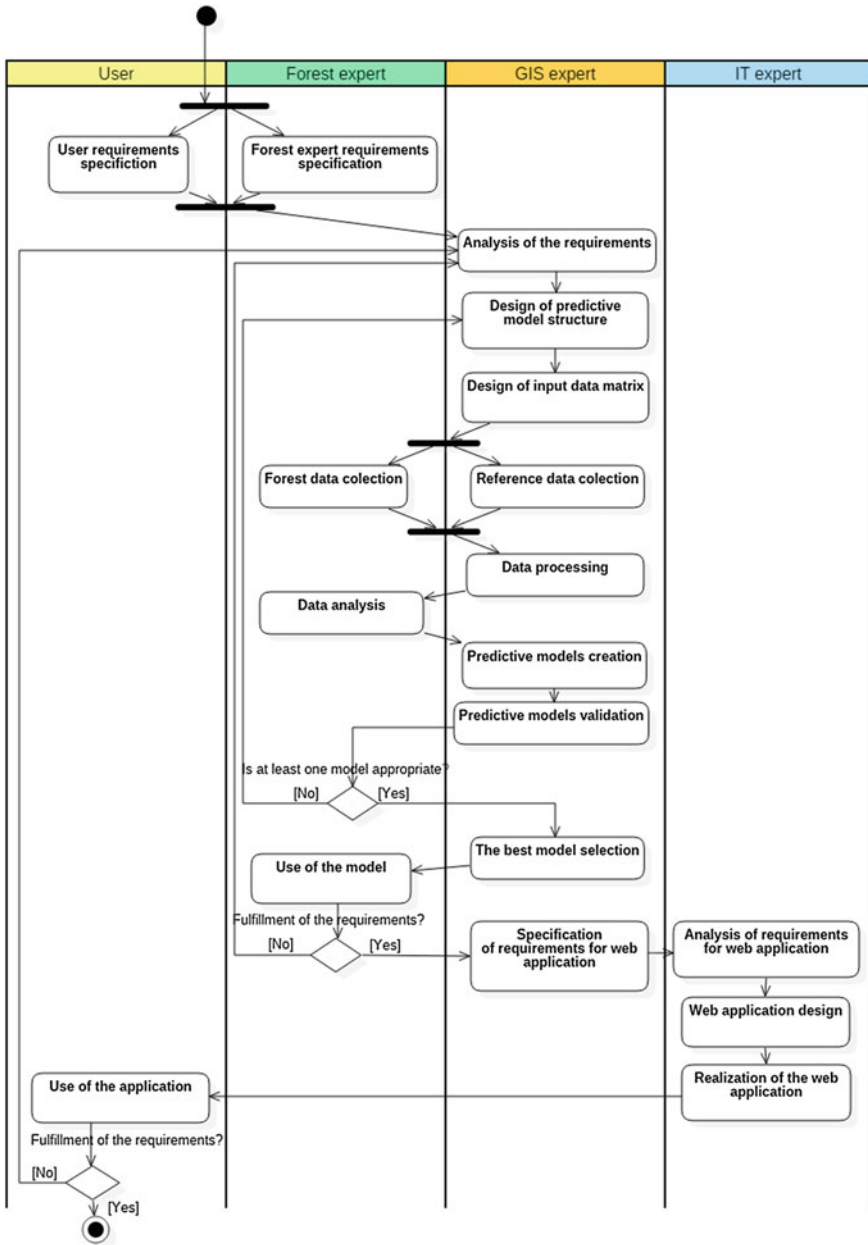 User
Forest expert
GIS expert
IT expert
User requirements
specifiction
Forest expert requirements
specification
Analysis of the requirements
Design of predictive
model structure
Design of input data matrix
Forest data colection
Reference data colection
Data processing
Data analysis
Predictive models creation
Predictive models validation
Is at least one model appropriate?
[No]
[Yes]
The best model selection
Use of the model
Fulfillment of the requirements?
[No]
[Yes]
Specification
of requirements for web
application
Analysis of requirements
for web application
Web application design
Realization of the web
application
Use of the application
Fulfillment of the requirements?
[No]
[Yes]